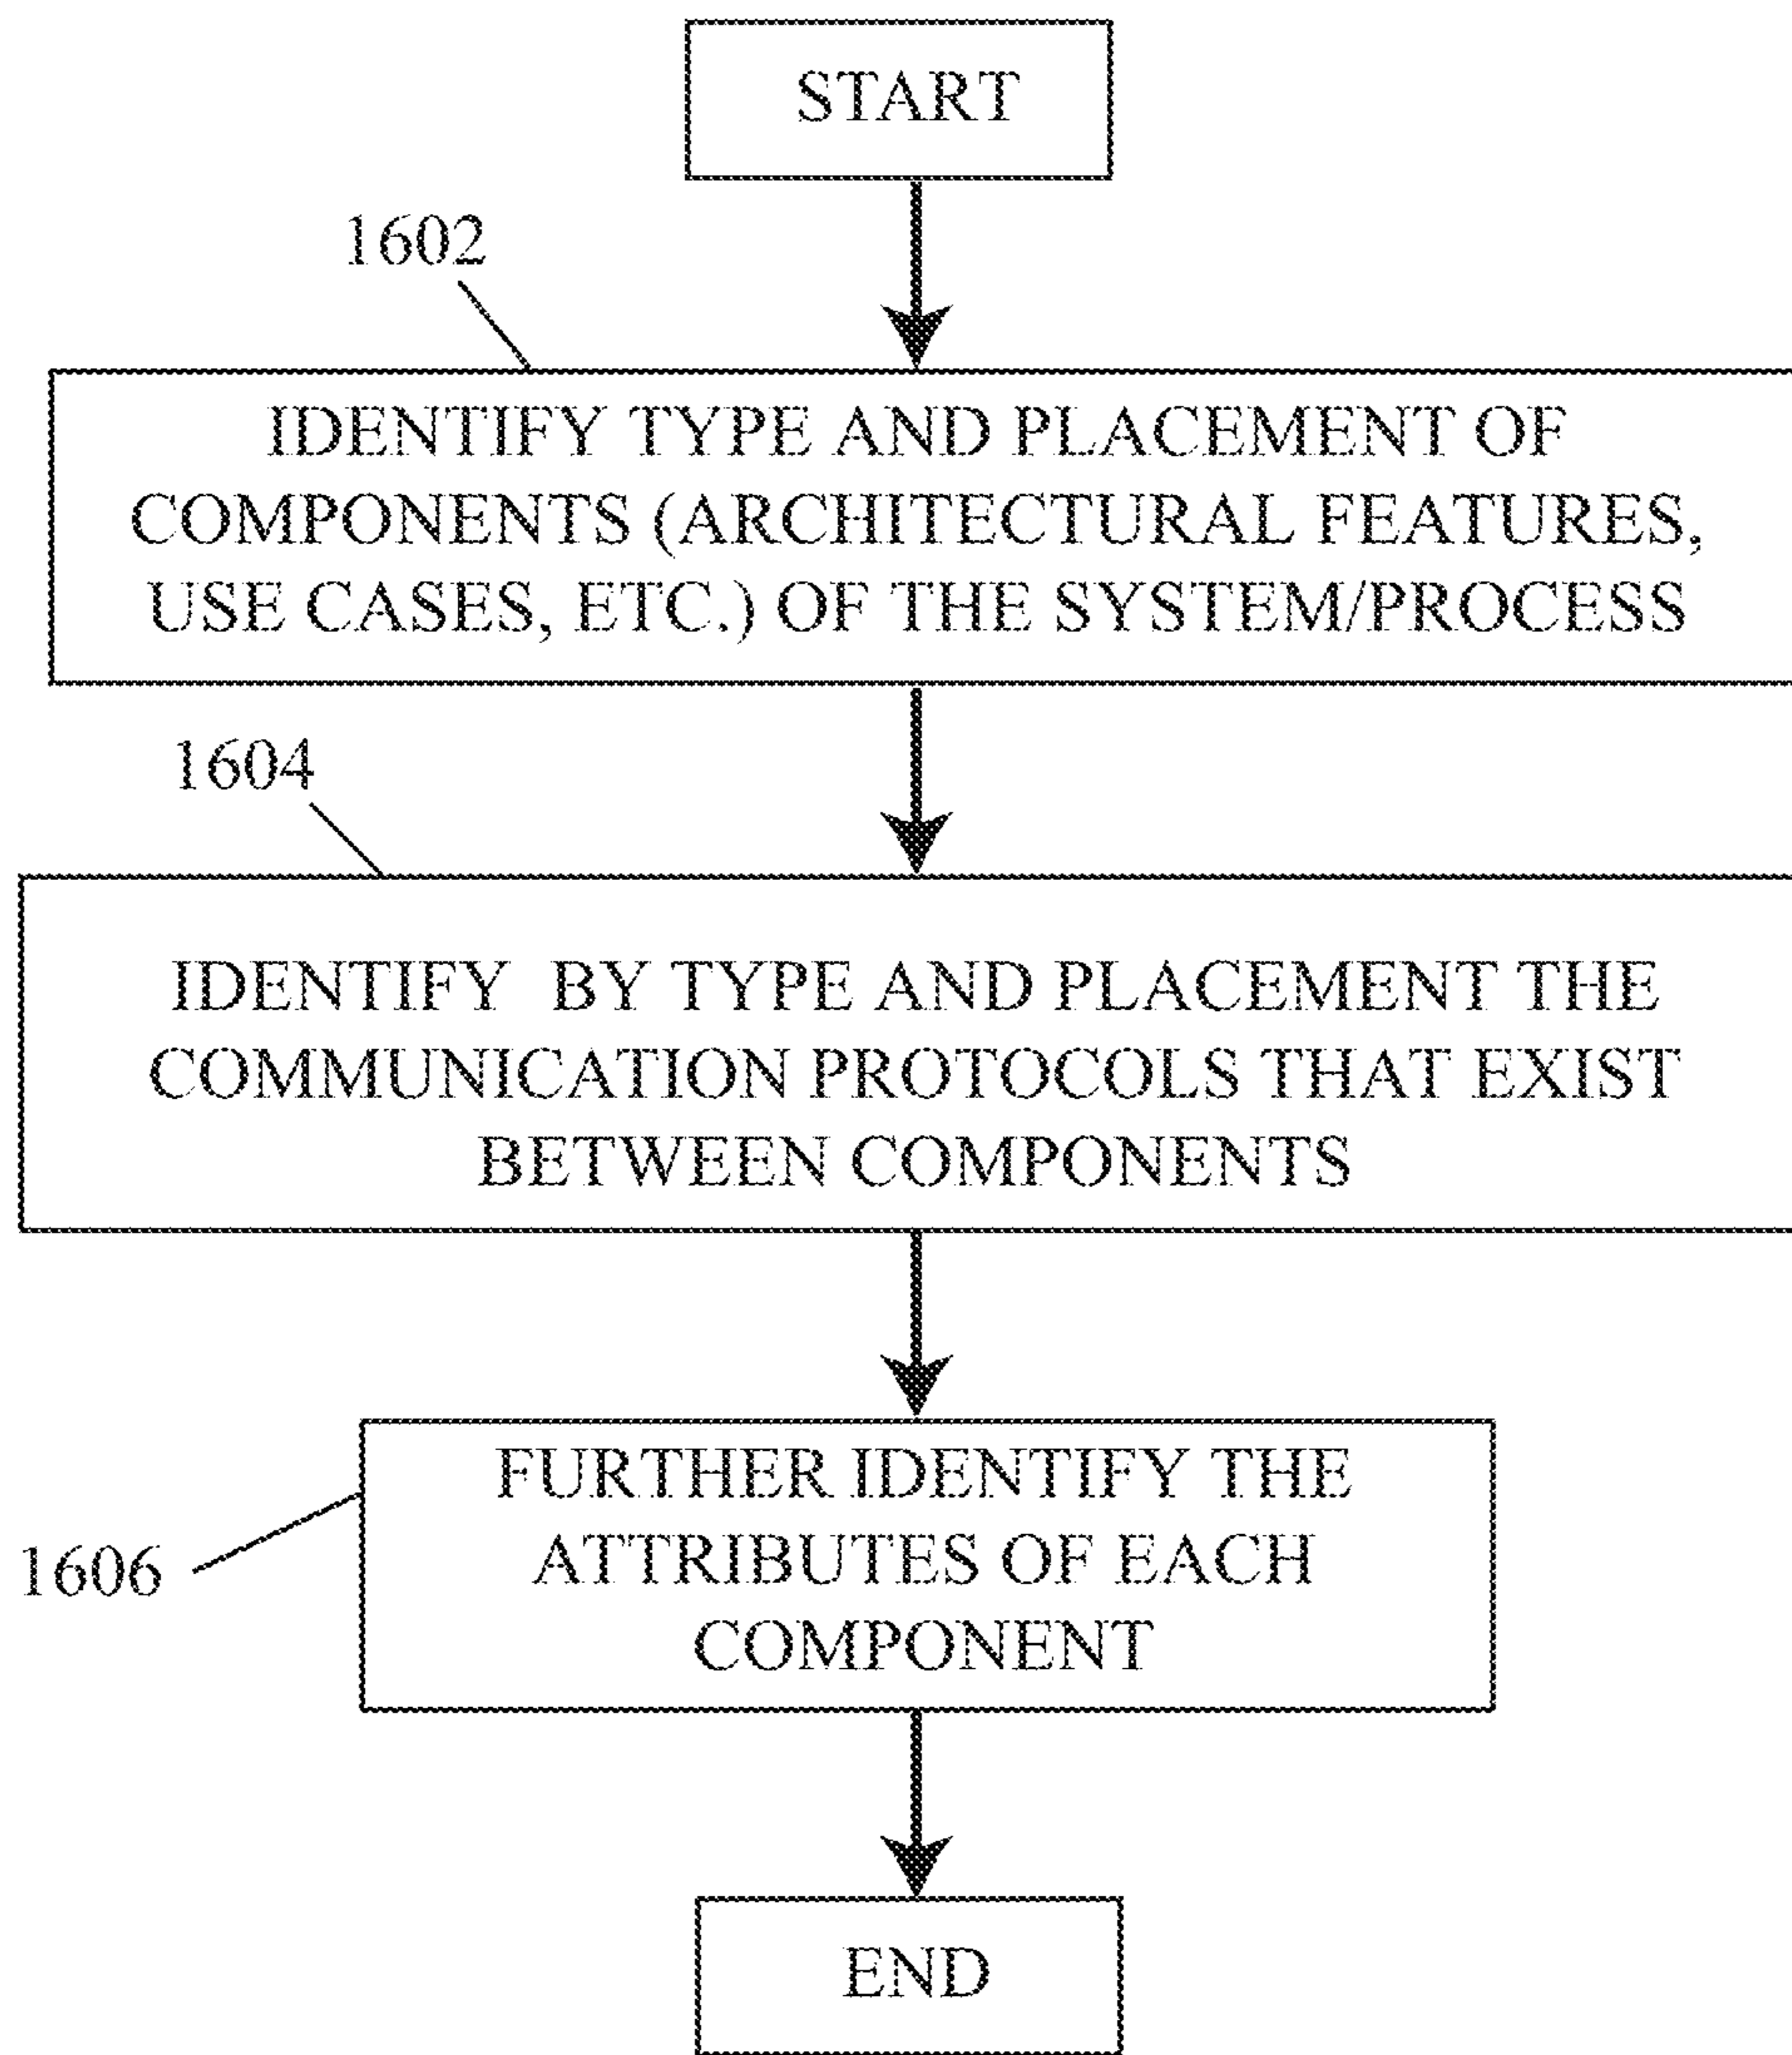 START
1602
IDENTIFY TYPE AND PLACEMENT OF
COMPONENTS (ARCHITECTURAL FEATURES,
USE CASES, ETC.) OF THE SYSTEM/PROCESS
1604
IDENTIFY BY TYPE AND PLACEMENT THE
COMMUNICATION PROTOCOLS THAT EXIST
BETWEEN COMPONENTS
FURTHER IDENTIFY THE
ATTRIBUTES OF EACH
COMPONENT
1606
END